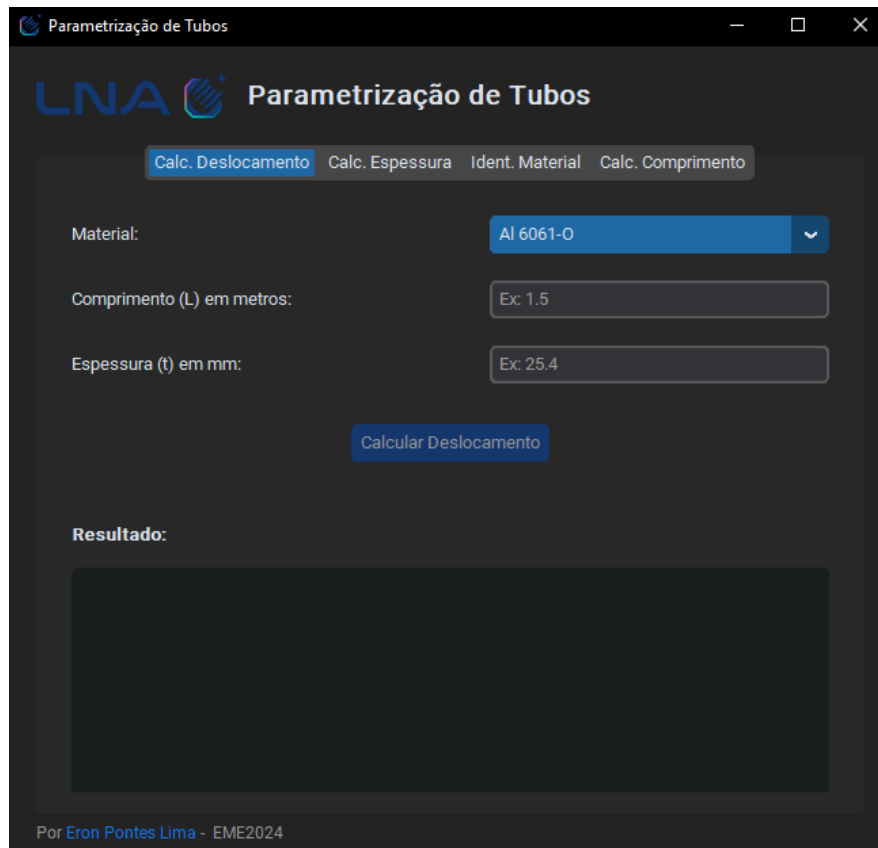 Parametrização de Tubos
LNA Parametrização de Tubos
Calc. Deslocamento Calc. Espessura Ident. Material Calc. Comprimento
Material: Al 6061-O
Comprimento (L) em metros: Ex: 1.5
Espessura (t) em mm: Ex: 25.4
Calcular Deslocamento
Resultado:
Por Eron Pontes Lima - EME2024